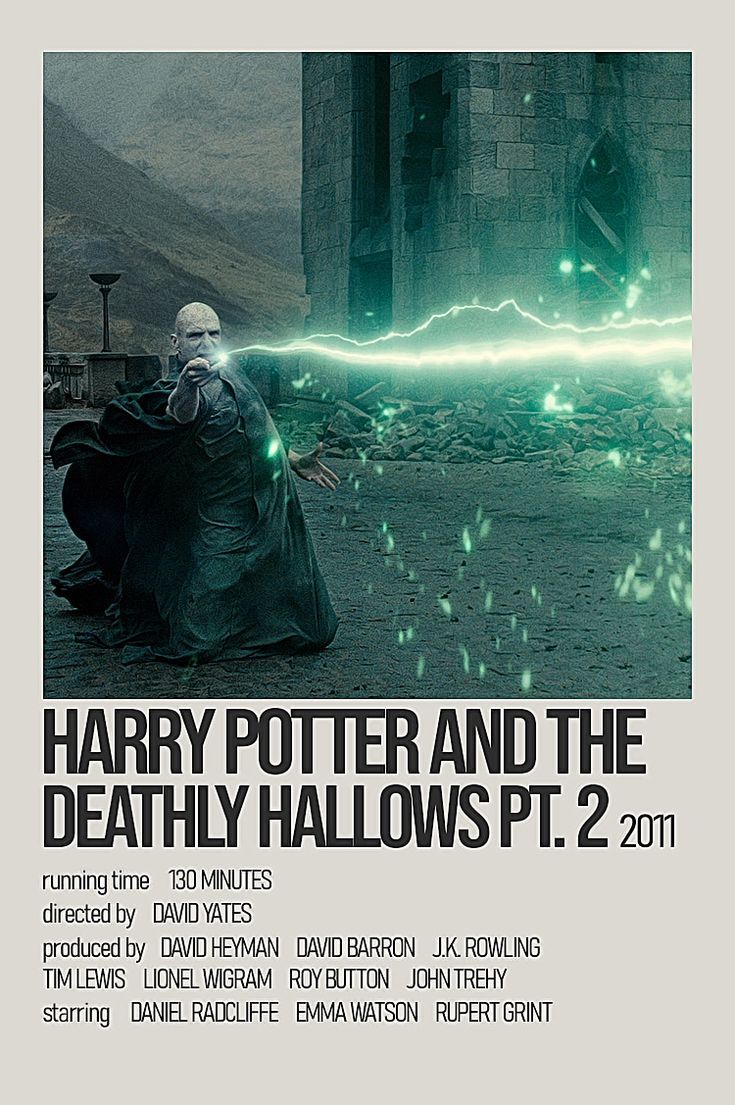 HARRY POTTER AND THE
DEATHLY HALLOWS PT. 2 2011
running time 130 MINUTES
directed by DAVID YATES
produced by DAVID HEYMAN DAVID BARRON J.K. ROWLING
TIM LEWIS LIONEL WIGRAM ROY BUTTON JOHN TREHY
starring DANIEL RADCLIFFE EMMA WATSON RUPERT GRINT